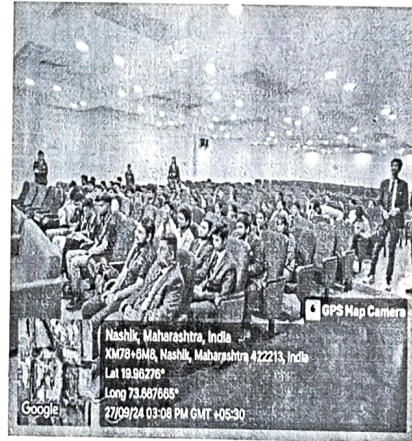 GPS Map Camera
Nashik, Maharashtra, India
XM78+6M8, Nashik, Maharashtra 422213, India
Lat 19.96276°
Long 73.667665°
27/09/24 03:08 PM GMT +05:30
Google